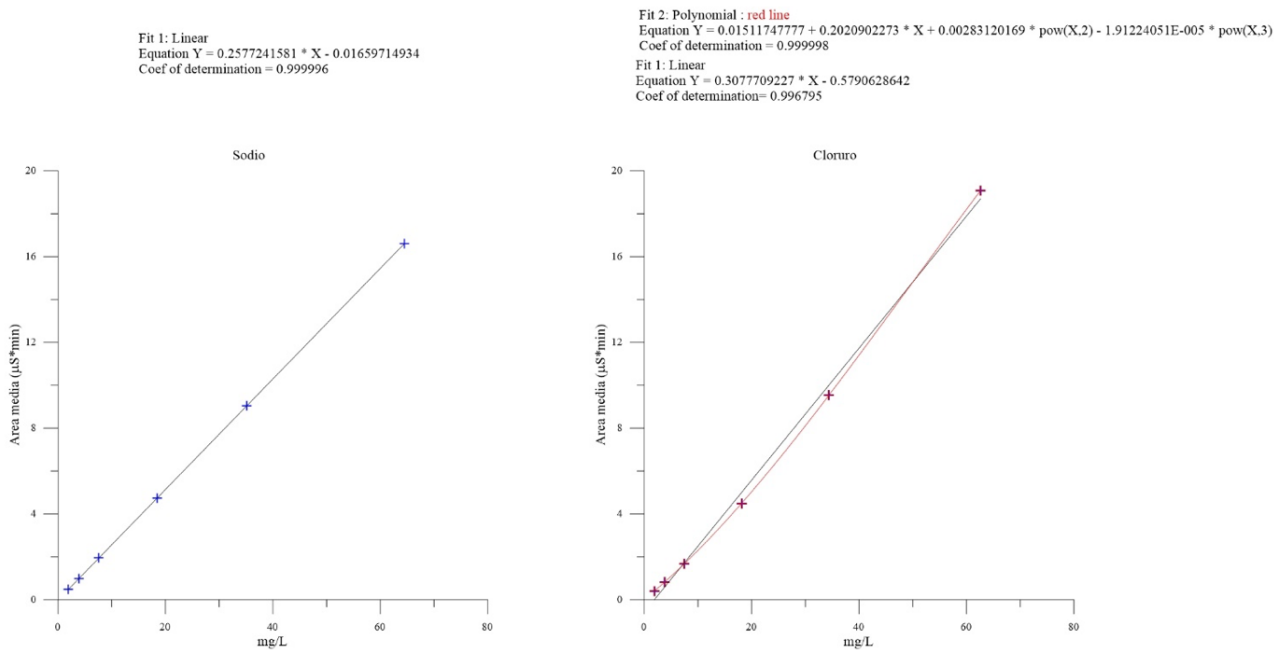 Fit 1: Linear
Equation Y = 0.2577241581 * X - 0.01659714934
Coef of determination = 0.999996
Fit 2: Polynomial : red line
Equation Y = 0.01511747777 + 0.2020902273 * X + 0.00283120169 * pow(X,2) - 1.91224051E-005 * pow(X,3)
Coef of determination = 0.999998
Fit 1: Linear
Equation Y = 0.3077709227 * X - 0.5790628642
Coef of determination= 0.996795
Sodio
20
16
12
8
4
0
Area media (µS*min)
0 20 40 60 80
mg/L
Cloruro
20
16
12
8
4
0
Area media (µS*min)
0 20 40 60 80
mg/L